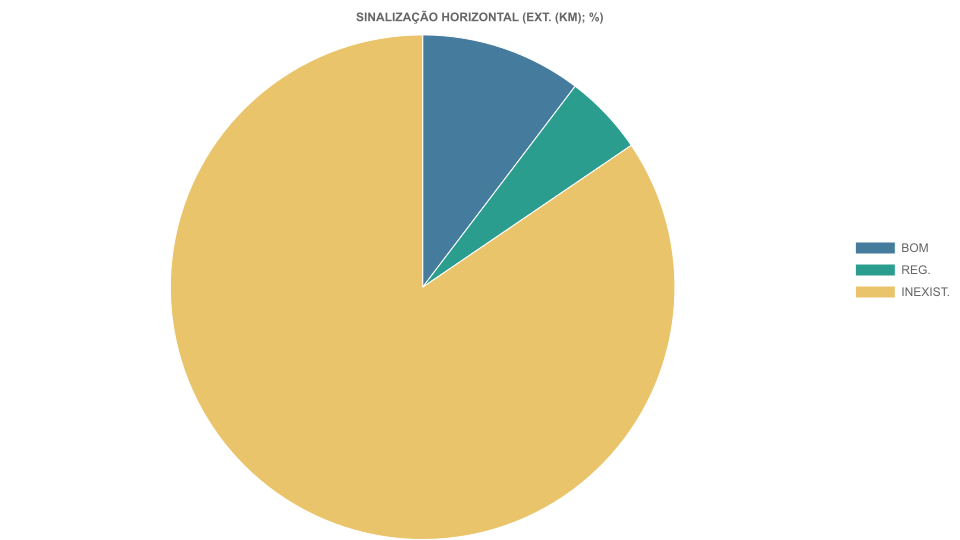 SINALIZAÇÃO HORIZONTAL (EXT. (KM); %)
BOM
REG.
INEXIST.